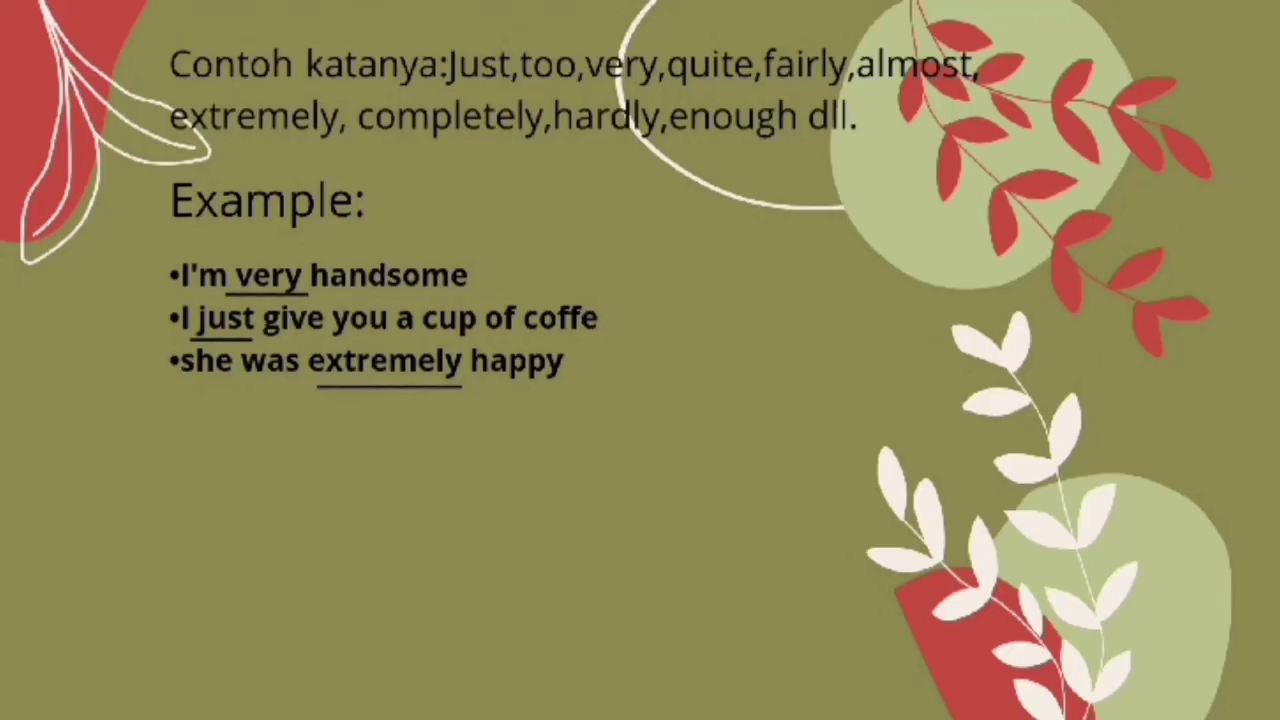 Contoh katanya:Just,too,very,quite,fairly,almost,
extremely, completely,hardly,enough dll.
Example:
•I'm very handsome
•I just give you a cup of coffe
•she was extremely happy